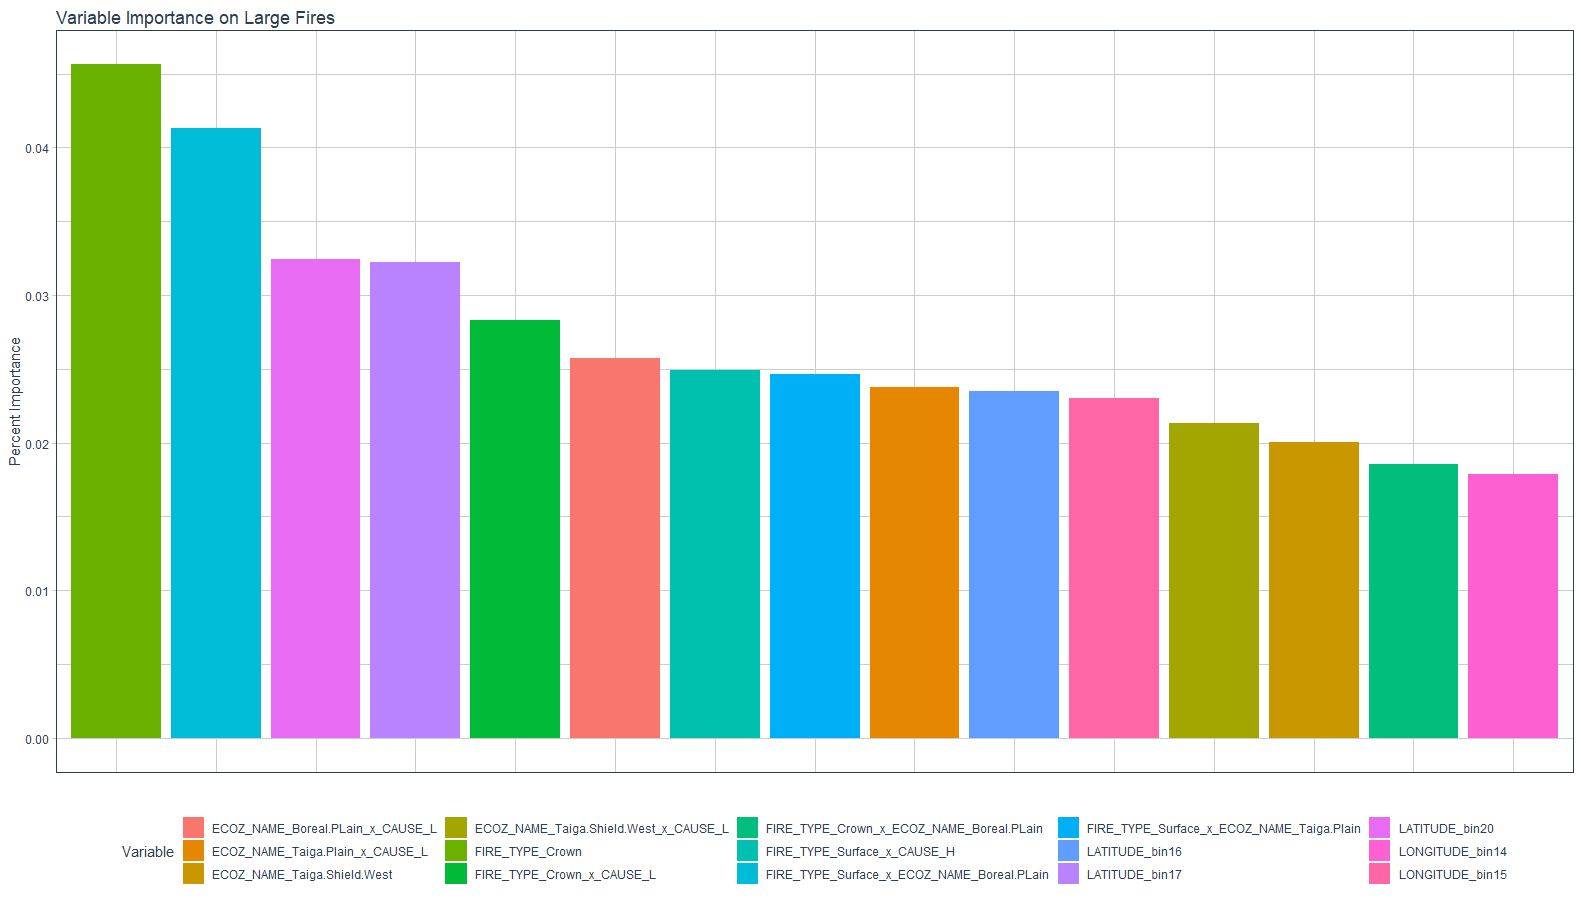 Variable Importance on Large Fires
Percent Importance
0.04
0.03
0.02
0.01
0.00
Variable
ECOZ_NAME_Boreal.PLain_x_CAUSE_L
ECOZ_NAME_Taiga.Plain_x_CAUSE_L
ECOZ_NAME_Taiga.Shield.West
ECOZ_NAME_Taiga.Shield.West_x_CAUSE_L
FIRE_TYPE_Crown
FIRE_TYPE_Crown_x_CAUSE_L
FIRE_TYPE_Crown_x_ECOZ_NAME_Boreal.PLain
FIRE_TYPE_Surface_x_CAUSE_H
FIRE_TYPE_Surface_x_ECOZ_NAME_Boreal.PLain
FIRE_TYPE_Surface_x_ECOZ_NAME_Taiga.Plain
LATITUDE_bin16
LATITUDE_bin17
LATITUDE_bin20
LONGITUDE_bin14
LONGITUDE_bin15